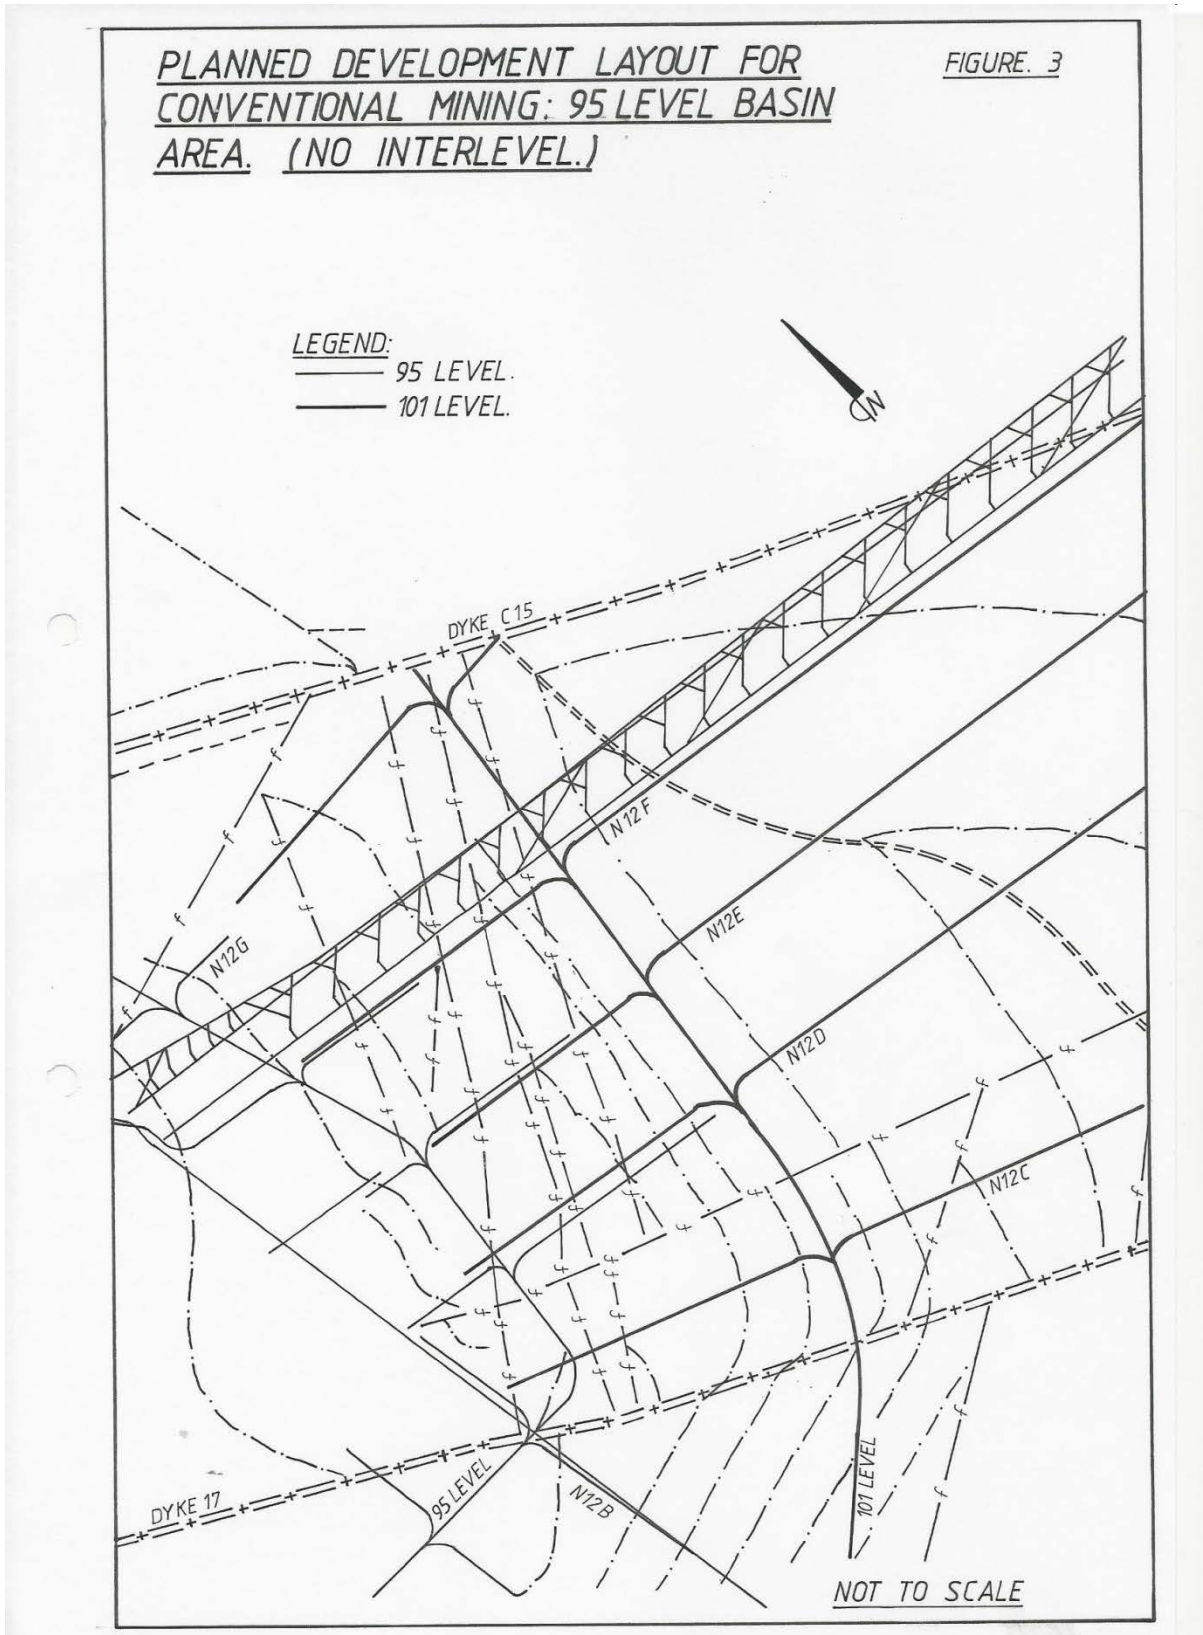 PLANNED DEVELOPMENT LAYOUT FOR
CONVENTIONAL MINING: 95 LEVEL BASIN
AREA. (NO INTERLEVEL.)
FIGURE. 3
LEGEND:
95 LEVEL.
101 LEVEL.
N
DYKE C15
N12F
N12E
N12G
N12D
N12C
95 LEVEL
N12B
101 LEVEL
DYKE 17
NOT TO SCALE